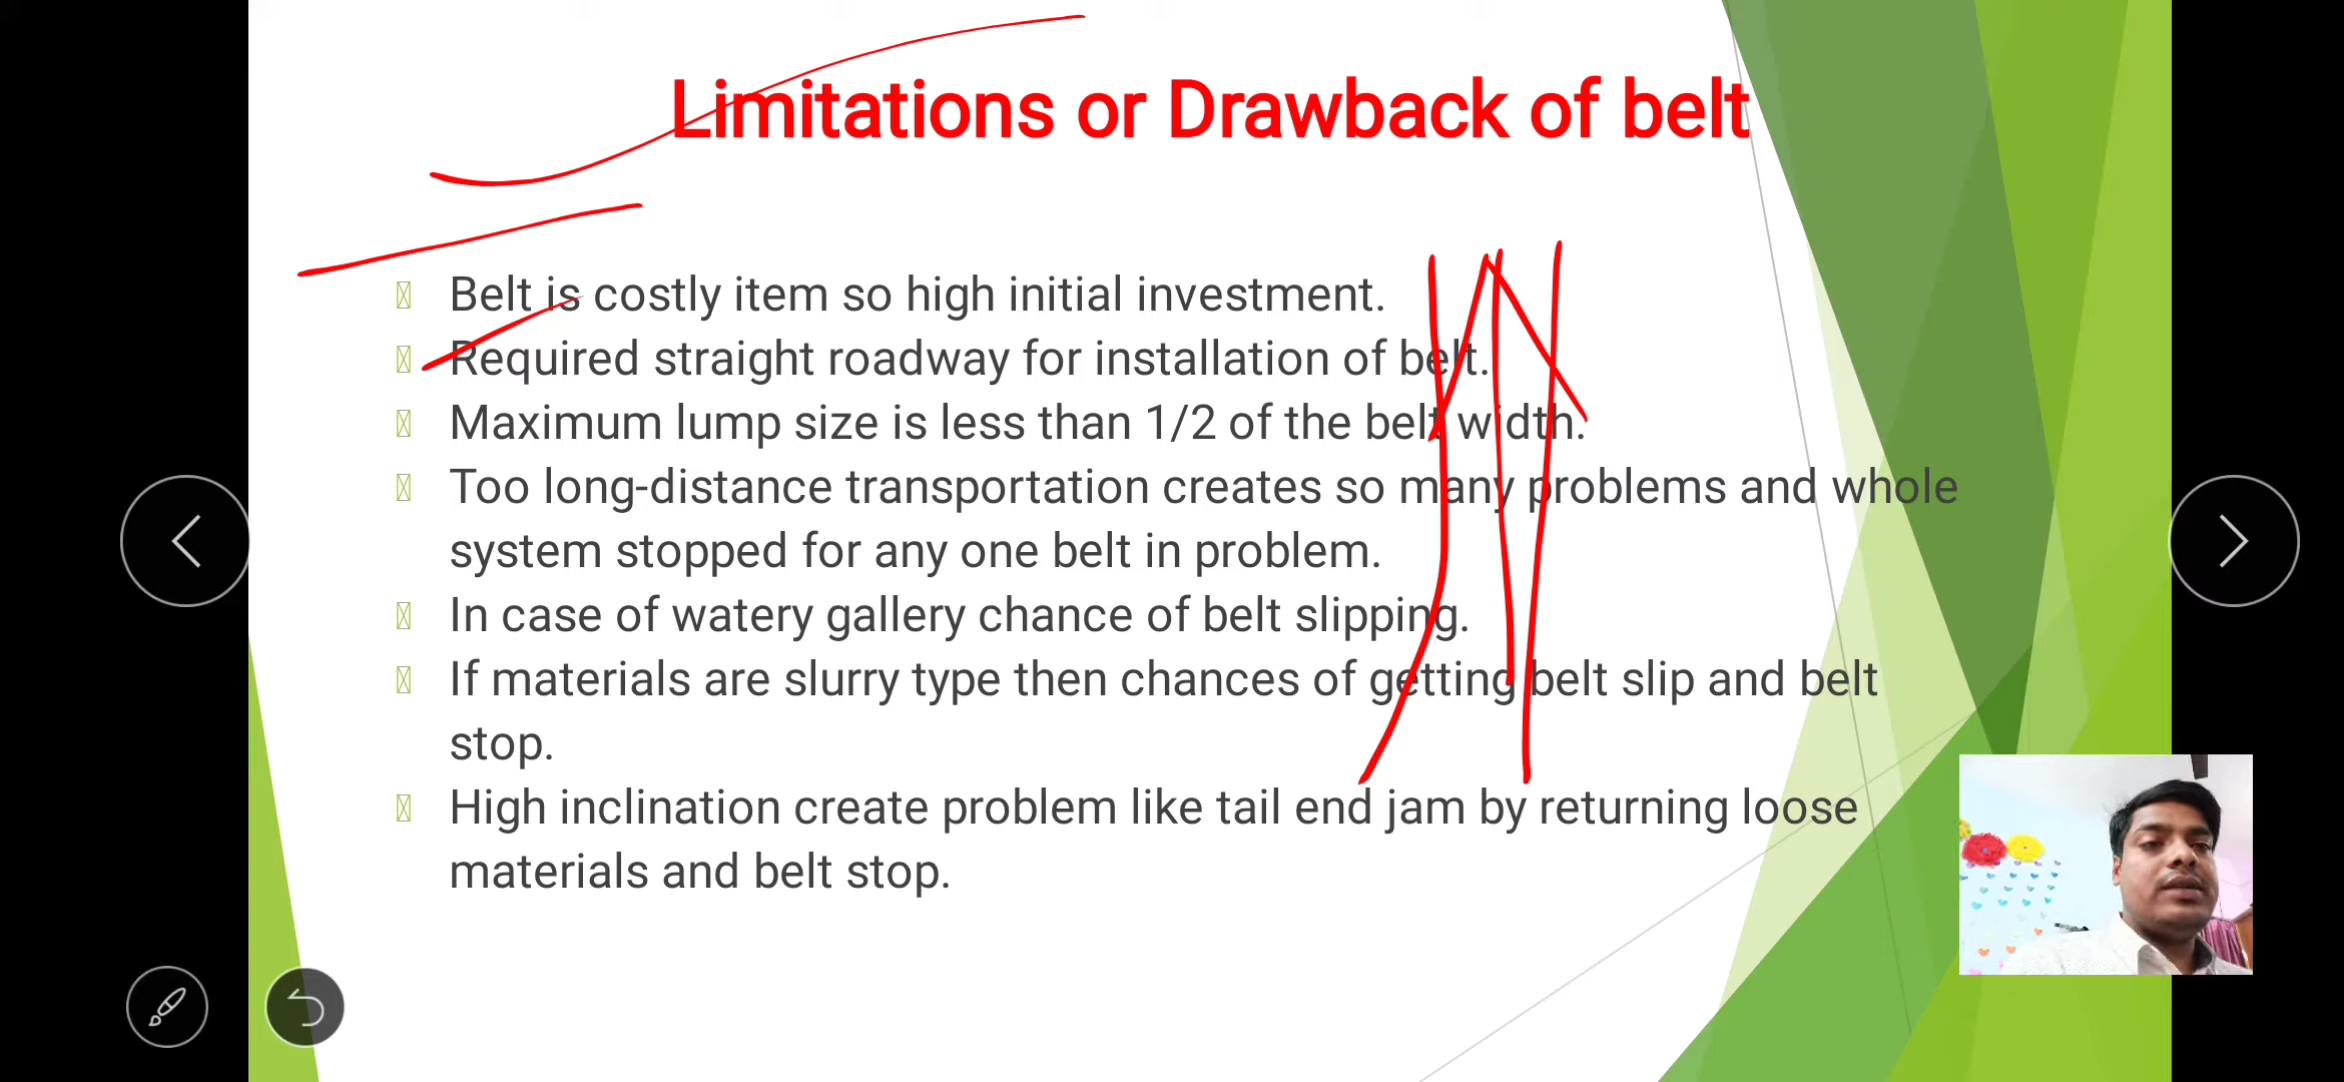 Limitations or Drawback of belt
Belt is costly item so high initial investment.
Required straight roadway for installation of belt.
Maximum lump size is less than 1/2 of the belt width.
Too long-distance transportation creates so many problems and whole
system stopped for any one belt in problem.
In case of watery gallery chance of belt slipping.
If materials are slurry type then chances of getting belt slip and belt
stop.
High inclination create problem like tail end jam by returning loose
materials and belt stop.